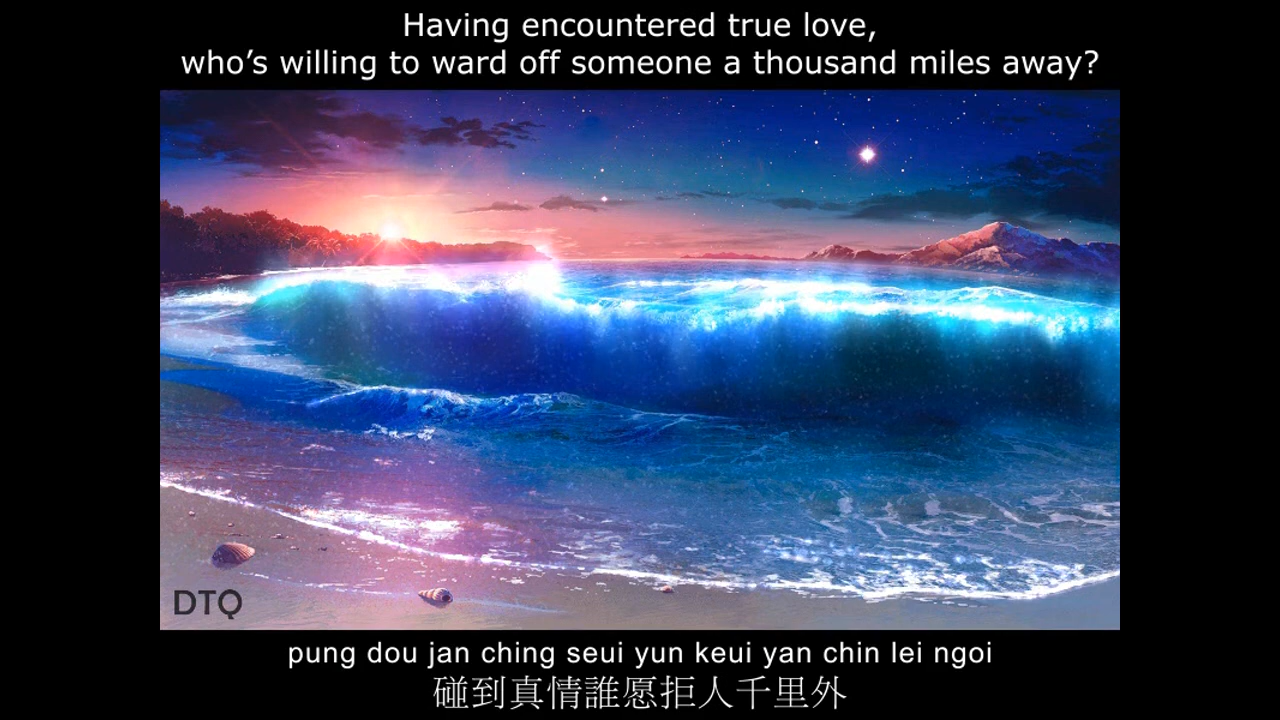 Having encountered true love,
who’s willing to ward off someone a thousand miles away?
DTQ
pung dou jan ching seui yun keui yan chin lei ngoi
碰到真情誰愿拒人千里外